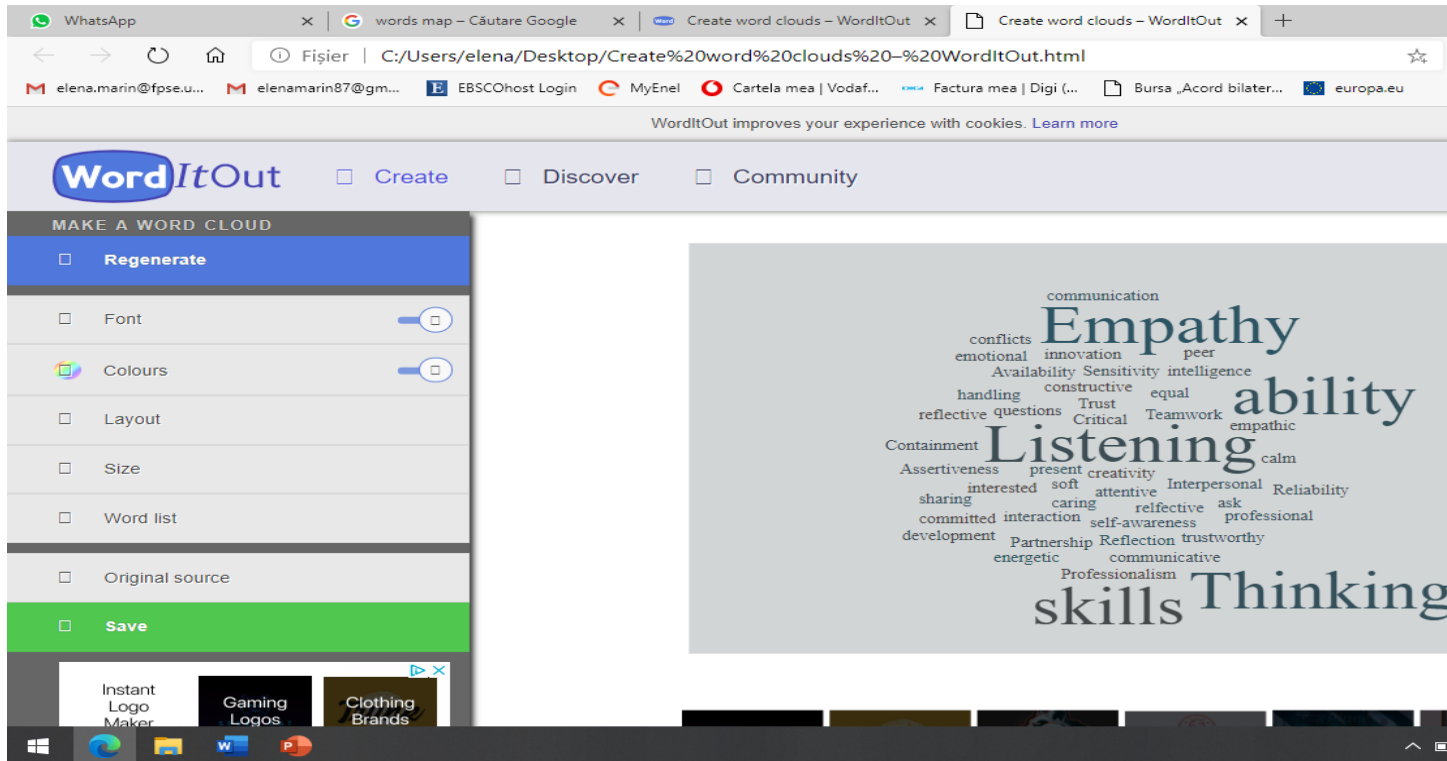 WhatsApp
words map – Căutare Google
Create word clouds – WordItOut
Create word clouds – WordItOut
Fișier | C:/Users/elena/Desktop/Create%20word%20clouds%20–%20WordItOut.html
elena.marin@fpse.u...
elenamarin87@gm...
EBSCOhost Login
MyEnel
Cartela mea | Vodaf...
Factura mea | Digi (...
Bursa „Acord bilater...
europa.eu
WordItOut improves your experience with cookies. Learn more
WordItOut
Create
Discover
Community
MAKE A WORD CLOUD
Regenerate
Font
Colours
Layout
Size
Word list
Original source
Save
Instant
Logo
Maker
Gaming
Logos
Clothing
Brands
communication
Empathy
conflicts
emotional innovation peer
Availability Sensitivity intelligence
handling constructive equal ability
reflective questions Trust
Critical Teamwork empathic
Containment Listening calm
Assertiveness present creativity
interested soft attentive Interpersonal Reliability
sharing caring relfective ask
committed interaction self-awareness professional
development Partnership Reflection trustworthy
energetic communicative
Professionalism
skills Thinking